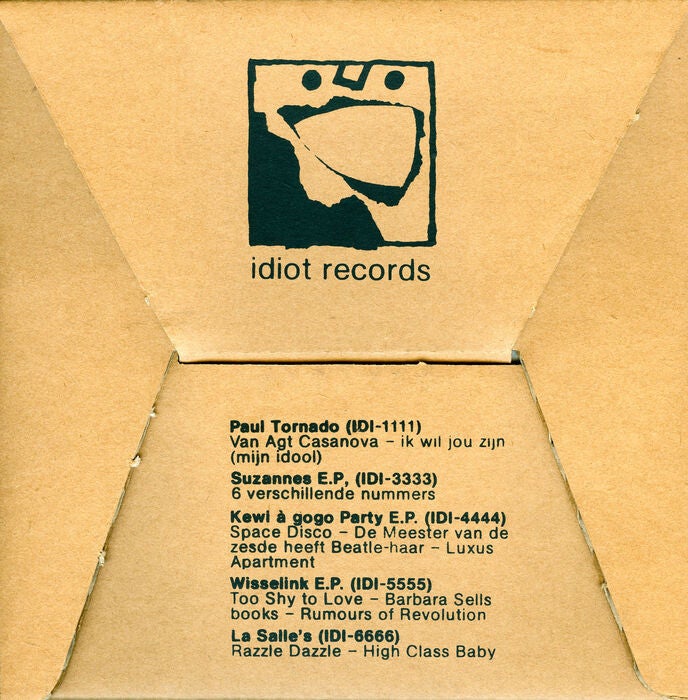 idiot records
Paul Tornado (IDI-1111)
Van Agt Casanova – ik wil jou zijn
(mijn idool)
Suzannes E.P, (IDI-3333)
6 verschillende nummers
Kewi à gogo Party E.P. (IDI-4444)
Space Disco – De Meester van de
zesde heeft Beatle-haar – Luxus
Apartment
Wisselink E.P. (IDI-5555)
Too Shy to Love – Barbara Sells
books – Rumours of Revolution
La Salle's (IDI-6666)
Razzle Dazzle – High Class Baby